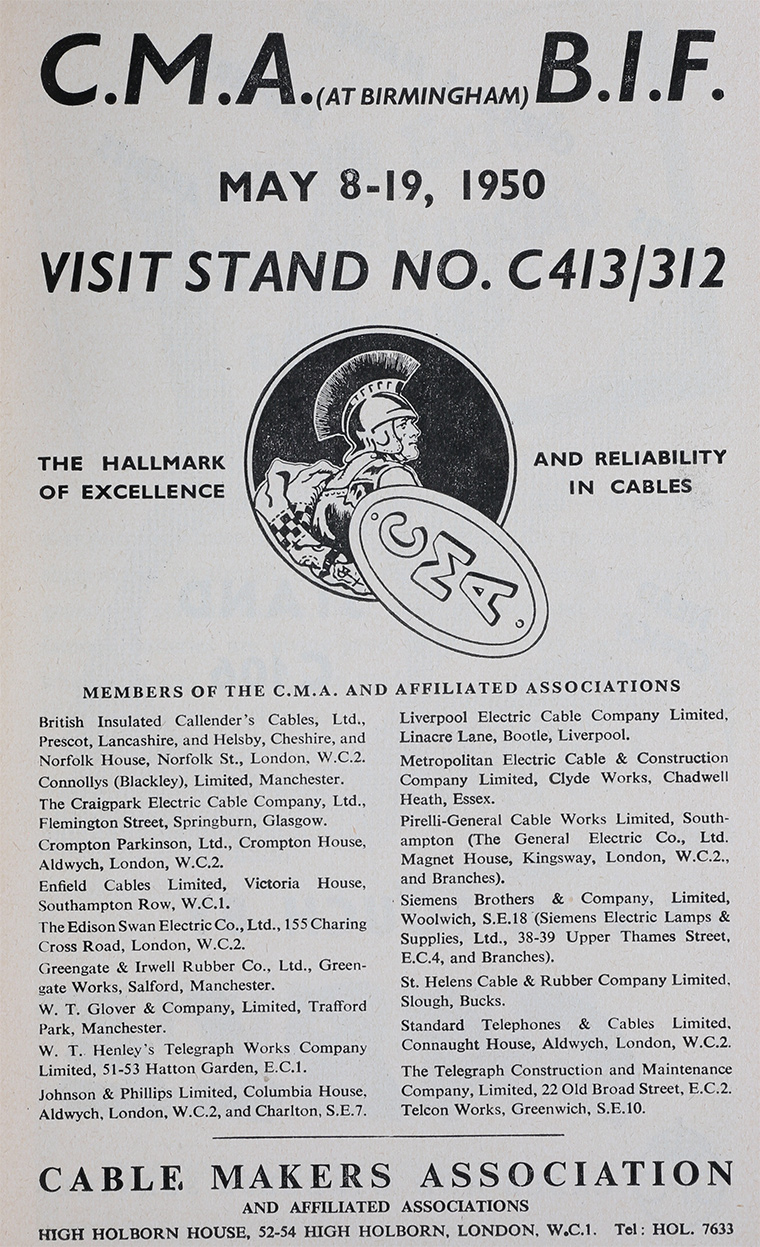 C.M.A. (AT BIRMINGHAM) B.I.F.
MAY 8-19, 1950
VISIT STAND NO. C413/312
THE HALLMARK
OF EXCELLENCE
AND RELIABILITY
IN CABLES
CMA
MEMBERS OF THE C.M.A. AND AFFILIATED ASSOCIATIONS
British Insulated Callender's Cables, Ltd.,
Prescot, Lancashire, and Helsby, Cheshire, and
Norfolk House, Norfolk St., London, W.C.2.
Connollys (Blackley), Limited, Manchester.
The Craigpark Electric Cable Company, Ltd.,
Flemington Street, Springburn, Glasgow.
Crompton Parkinson, Ltd., Crompton House,
Aldwych, London, W.C.2.
Enfield Cables Limited, Victoria House,
Southampton Row, W.C.1.
The Edison Swan Electric Co., Ltd., 155 Charing
Cross Road, London, W.C.2.
Greengate & Irwell Rubber Co., Ltd., Green-
gate Works, Salford, Manchester.
W. T. Glover & Company, Limited, Trafford
Park, Manchester.
W. T. Henley's Telegraph Works Company
Limited, 51-53 Hatton Garden, E.C.1.
Johnson & Phillips Limited, Columbia House,
Aldwych, London, W.C.2, and Charlton, S.E.7.
Liverpool Electric Cable Company Limited,
Linacre Lane, Bootle, Liverpool.
Metropolitan Electric Cable & Construction
Company Limited, Clyde Works, Chadwell
Heath, Essex.
Pirelli-General Cable Works Limited, South-
ampton (The General Electric Co., Ltd.
Magnet House, Kingsway, London, W.C.2.,
and Branches).
Siemens Brothers & Company, Limited,
Woolwich, S.E.18 (Siemens Electric Lamps &
Supplies, Ltd., 38-39 Upper Thames Street,
E.C.4, and Branches).
St. Helens Cable & Rubber Company Limited,
Slough, Bucks.
Standard Telephones & Cables Limited,
Connaught House, Aldwych, London, W.C.2.
The Telegraph Construction and Maintenance
Company, Limited, 22 Old Broad Street, E.C.2.
Telcon Works, Greenwich, S.E.10.
CABLE MAKERS ASSOCIATION
AND AFFILIATED ASSOCIATIONS
HIGH HOLBORN HOUSE, 52-54 HIGH HOLBORN, LONDON, W.C.1. Tel: HOL. 7633